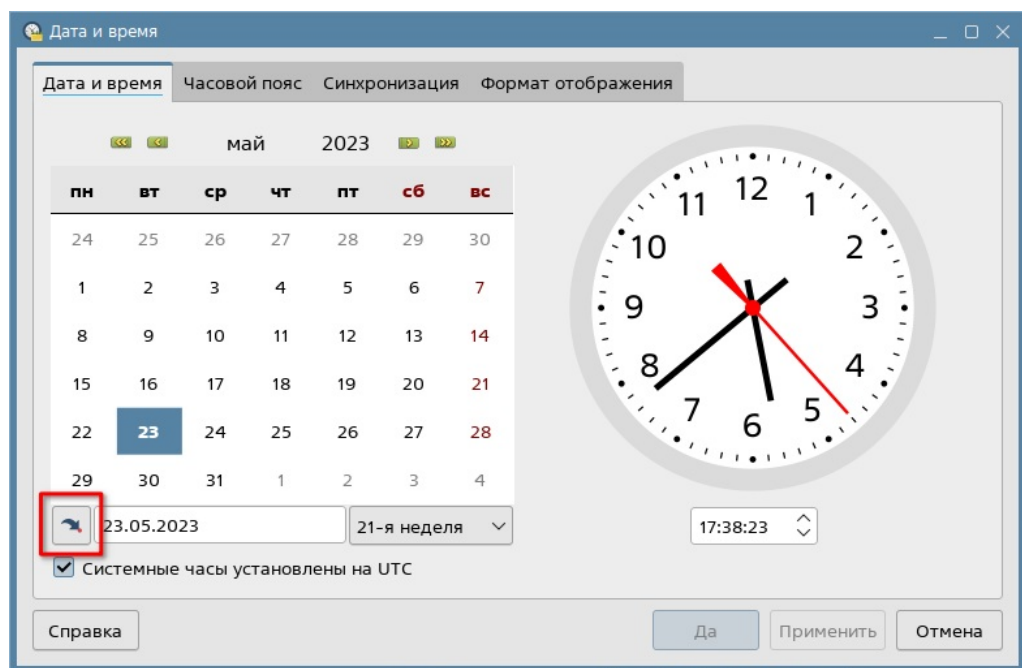 Дата и время
Дата и время Часовой пояс Синхронизация Формат отображения
май 2023
пн вт ср чт пт сб вс
24 25 26 27 28 29 30
1 2 3 4 5 6 7
8 9 10 11 12 13 14
15 16 17 18 19 20 21
22 23 24 25 26 27 28
29 30 31 1 2 3 4
23.05.2023 21-я неделя
Системные часы установлены на UTC
12
11 1
10 2
9 3
8 4
7 5
6
17:38:23
Справка Да Применить Отмена